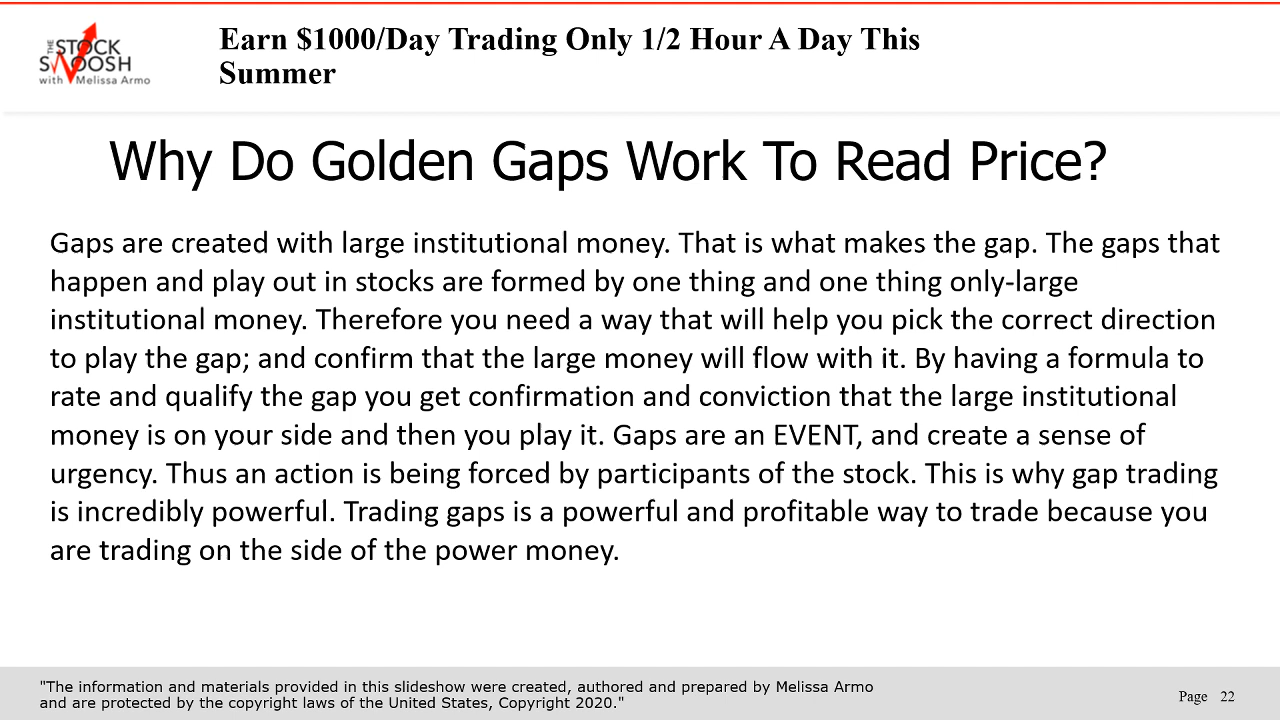 THE
STOCK
SWOOSH
with Melissa Armo
Earn $1000/Day Trading Only 1/2 Hour A Day This
Summer
Why Do Golden Gaps Work To Read Price?
Gaps are created with large institutional money. That is what makes the gap. The gaps that
happen and play out in stocks are formed by one thing and one thing only-large
institutional money. Therefore you need a way that will help you pick the correct direction
to play the gap; and confirm that the large money will flow with it. By having a formula to
rate and qualify the gap you get confirmation and conviction that the large institutional
money is on your side and then you play it. Gaps are an EVENT, and create a sense of
urgency. Thus an action is being forced by participants of the stock. This is why gap trading
is incredibly powerful. Trading gaps is a powerful and profitable way to trade because you
are trading on the side of the power money.
"The information and materials provided in this slideshow were created, authored and prepared by Melissa Armo
and are protected by the copyright laws of the United States, Copyright 2020."
Page 22